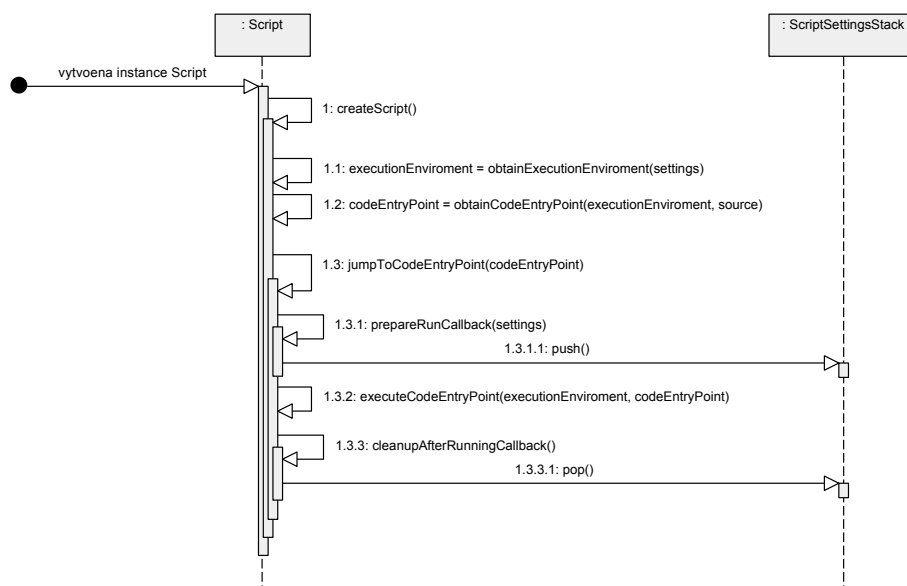 : Script
: ScriptSettingsStack
vytvoena instance Script
1: createScript()
1.1: executionEnviroment = obtainExecutionEnviroment(settings)
1.2: codeEntryPoint = obtainCodeEntryPoint(executionEnviroment, source)
1.3: jumpToCodeEntryPoint(codeEntryPoint)
1.3.1: prepareRunCallback(settings)
1.3.1.1: push()
1.3.2: executeCodeEntryPoint(executionEnviroment, codeEntryPoint)
1.3.3: cleanupAfterRunningCallback()
1.3.3.1: pop()